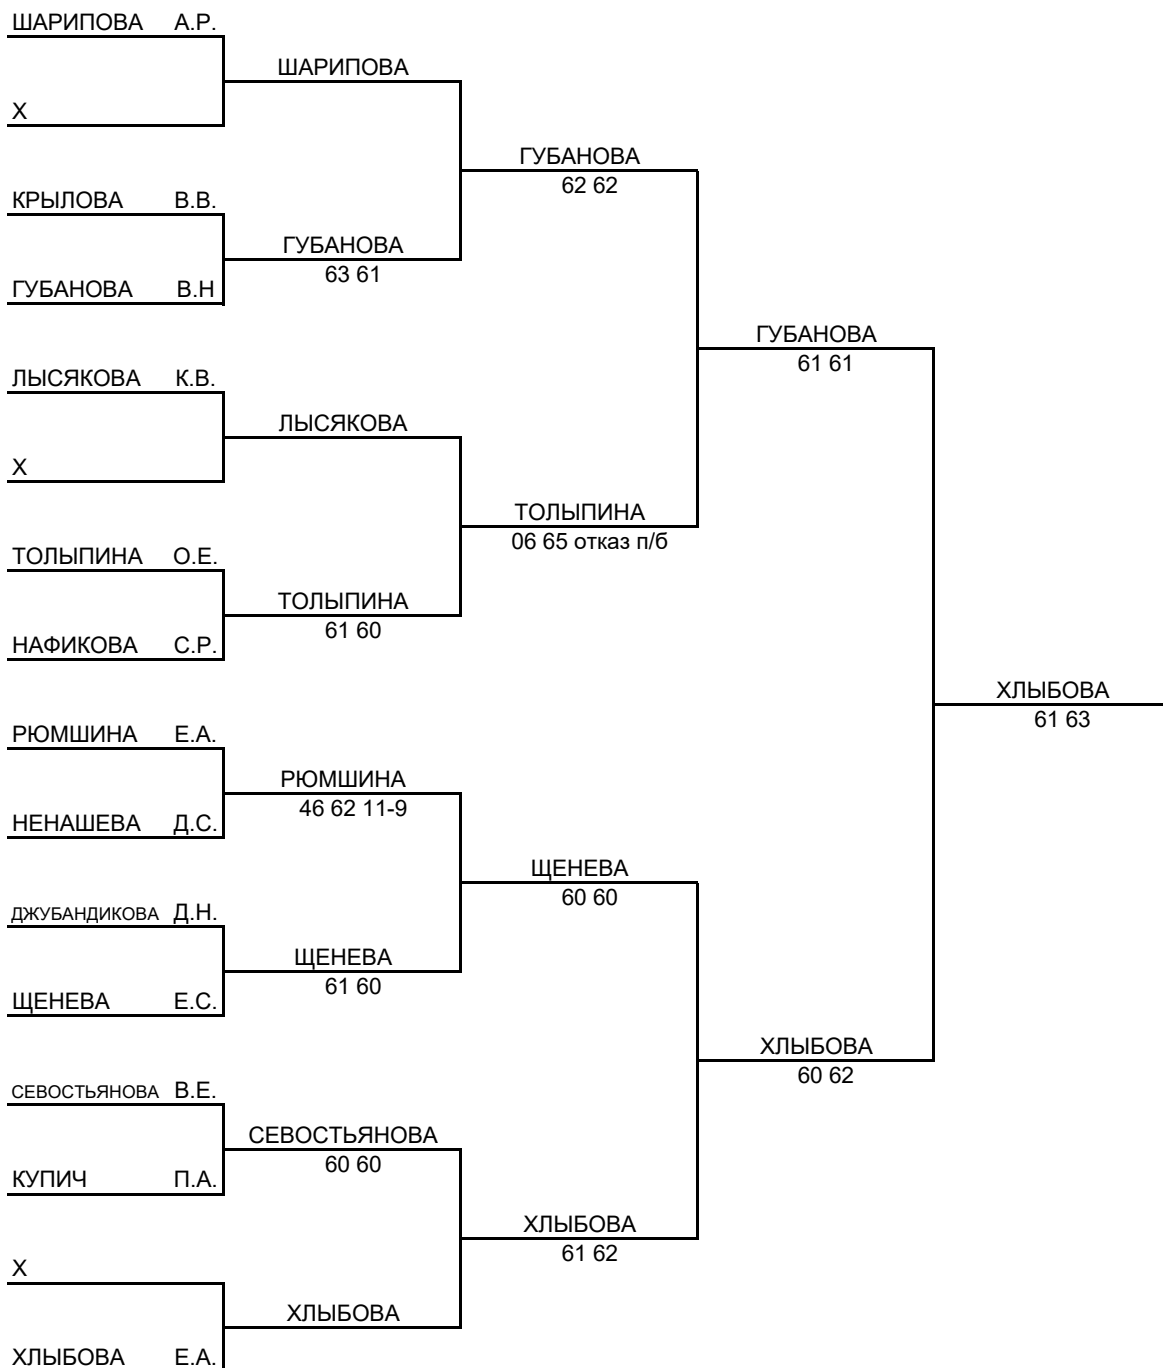 ШАРИПОВА А.Р.
ШАРИПОВА
Х
ГУБАНОВА
62 62
КРЫЛОВА В.В.
ГУБАНОВА
63 61
ГУБАНОВА В.Н
ГУБАНОВА
61 61
ЛЫСЯКОВА К.В.
ЛЫСЯКОВА
Х
ТОЛЫПИНА
06 65 отказ п/б
ТОЛЫПИНА О.Е.
ТОЛЫПИНА
61 60
НАФИКОВА С.Р.
ХЛЫБОВА
61 63
РЮМШИНА Е.А.
РЮМШИНА
46 62 11-9
НЕНАШЕВА Д.С.
ЩЕНЕВА
60 60
ДЖУБАНДИКОВА Д.Н.
ЩЕНЕВА
61 60
ЩЕНЕВА Е.С.
ХЛЫБОВА
60 62
СЕВОСТЬЯНОВА В.Е.
СЕВОСТЬЯНОВА
60 60
КУПИЧ П.А.
ХЛЫБОВА
61 62
Х
ХЛЫБОВА
ХЛЫБОВА Е.А.